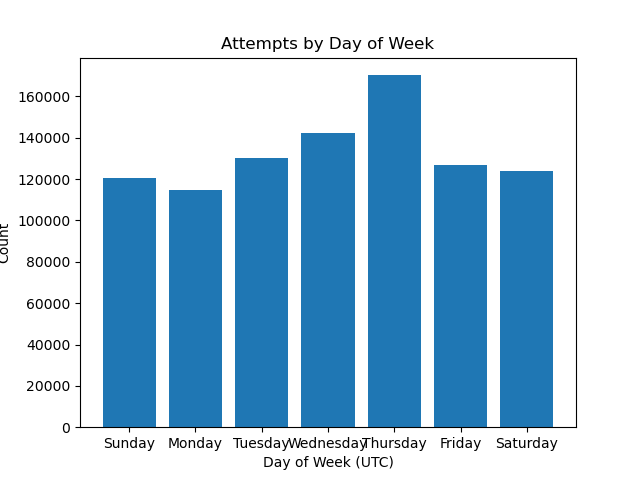 Attempts by Day of Week
160000
140000
120000
100000
80000
60000
40000
20000
0
Count
Sunday Monday Tuesday Wednesday Thursday Friday Saturday
Day of Week (UTC)